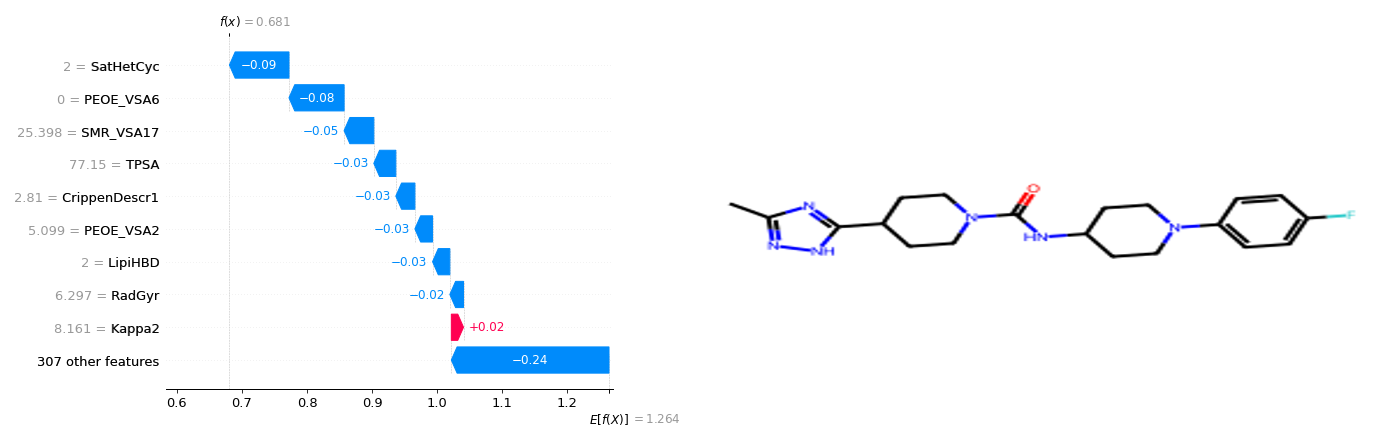 f(x) = 0.681
2 = SatHetCyc
−0.09
0 = PEOE_VSA6
−0.08
25.398 = SMR_VSA17
−0.05
77.15 = TPSA
−0.03
2.81 = CrippenDescr1
−0.03
5.099 = PEOE_VSA2
−0.03
2 = LipiHBD
−0.03
6.297 = RadGyr
−0.02
8.161 = Kappa2
+0.02
307 other features
−0.24
0.6 0.7 0.8 0.9 1.0 1.1 1.2
E[f(X)] = 1.264
N
N
NH
N
O
HN
N
F